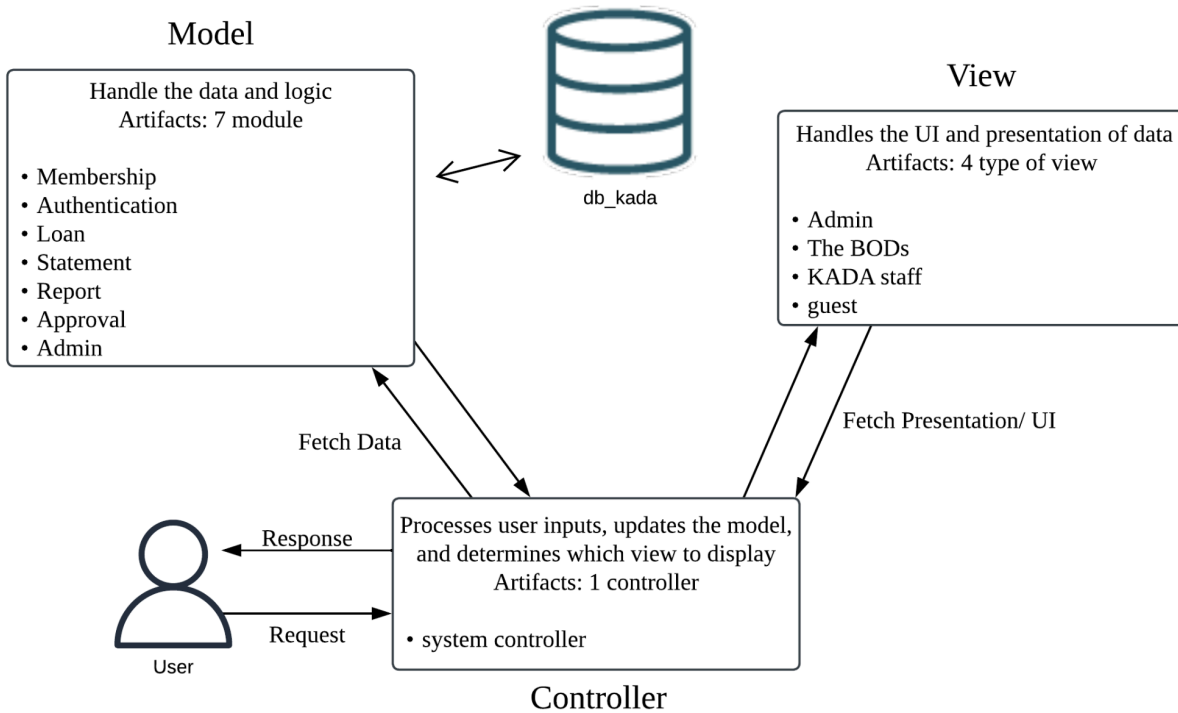 Model
Handle the data and logic
Artifacts: 7 module
• Membership
• Authentication
• Loan
• Statement
• Report
• Approval
• Admin
db_kada
View
Handles the UI and presentation of data
Artifacts: 4 type of view
• Admin
• The BODs
• KADA staff
• guest
Fetch Data
Fetch Presentation/ UI
Response
Request
User
Processes user inputs, updates the model,
and determines which view to display
Artifacts: 1 controller
• system controller
Controller